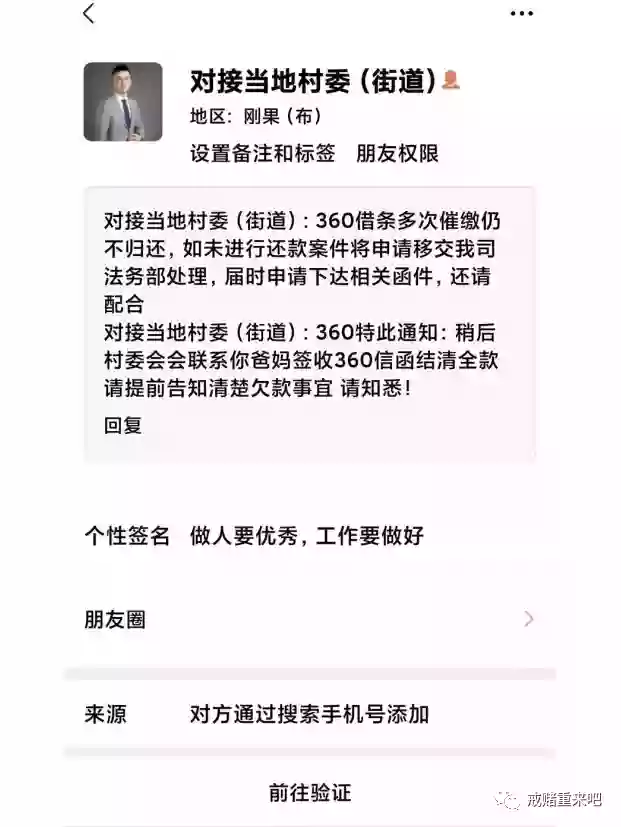 对接当地村委（街道）
地区：刚果（布）
设置备注和标签 朋友权限
对接当地村委（街道）：360借条多次催缴仍
不归还，如未进行还款案件将申请移交我司
法务部处理，届时申请下达相关函件，还请
配合
对接当地村委（街道）：360特此通知：稍后
村委会会联系你爸妈签收360信函结清全款
请提前告知清楚欠款事宜 请知悉！
回复
个性签名 做人要优秀，工作要做好
朋友圈
来源 对方通过搜索手机号添加
前往验证
戒赌重来吧